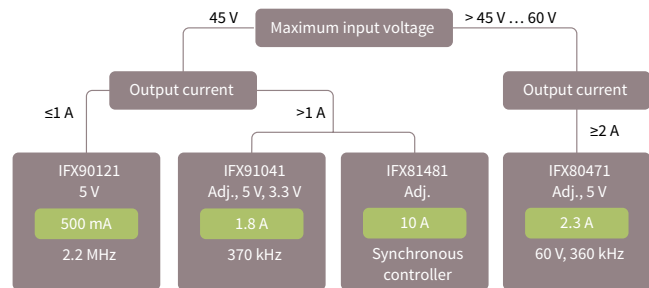 45 V
Maximum input voltage
> 45 V … 60 V
Output current
Output current
≤1 A
>1 A
≥2 A
IFX90121
5 V
500 mA
2.2 MHz
IFX91041
Adj., 5 V, 3.3 V
1.8 A
370 kHz
IFX81481
Adj.
10 A
Synchronous
controller
IFX80471
Adj., 5 V
2.3 A
60 V, 360 kHz